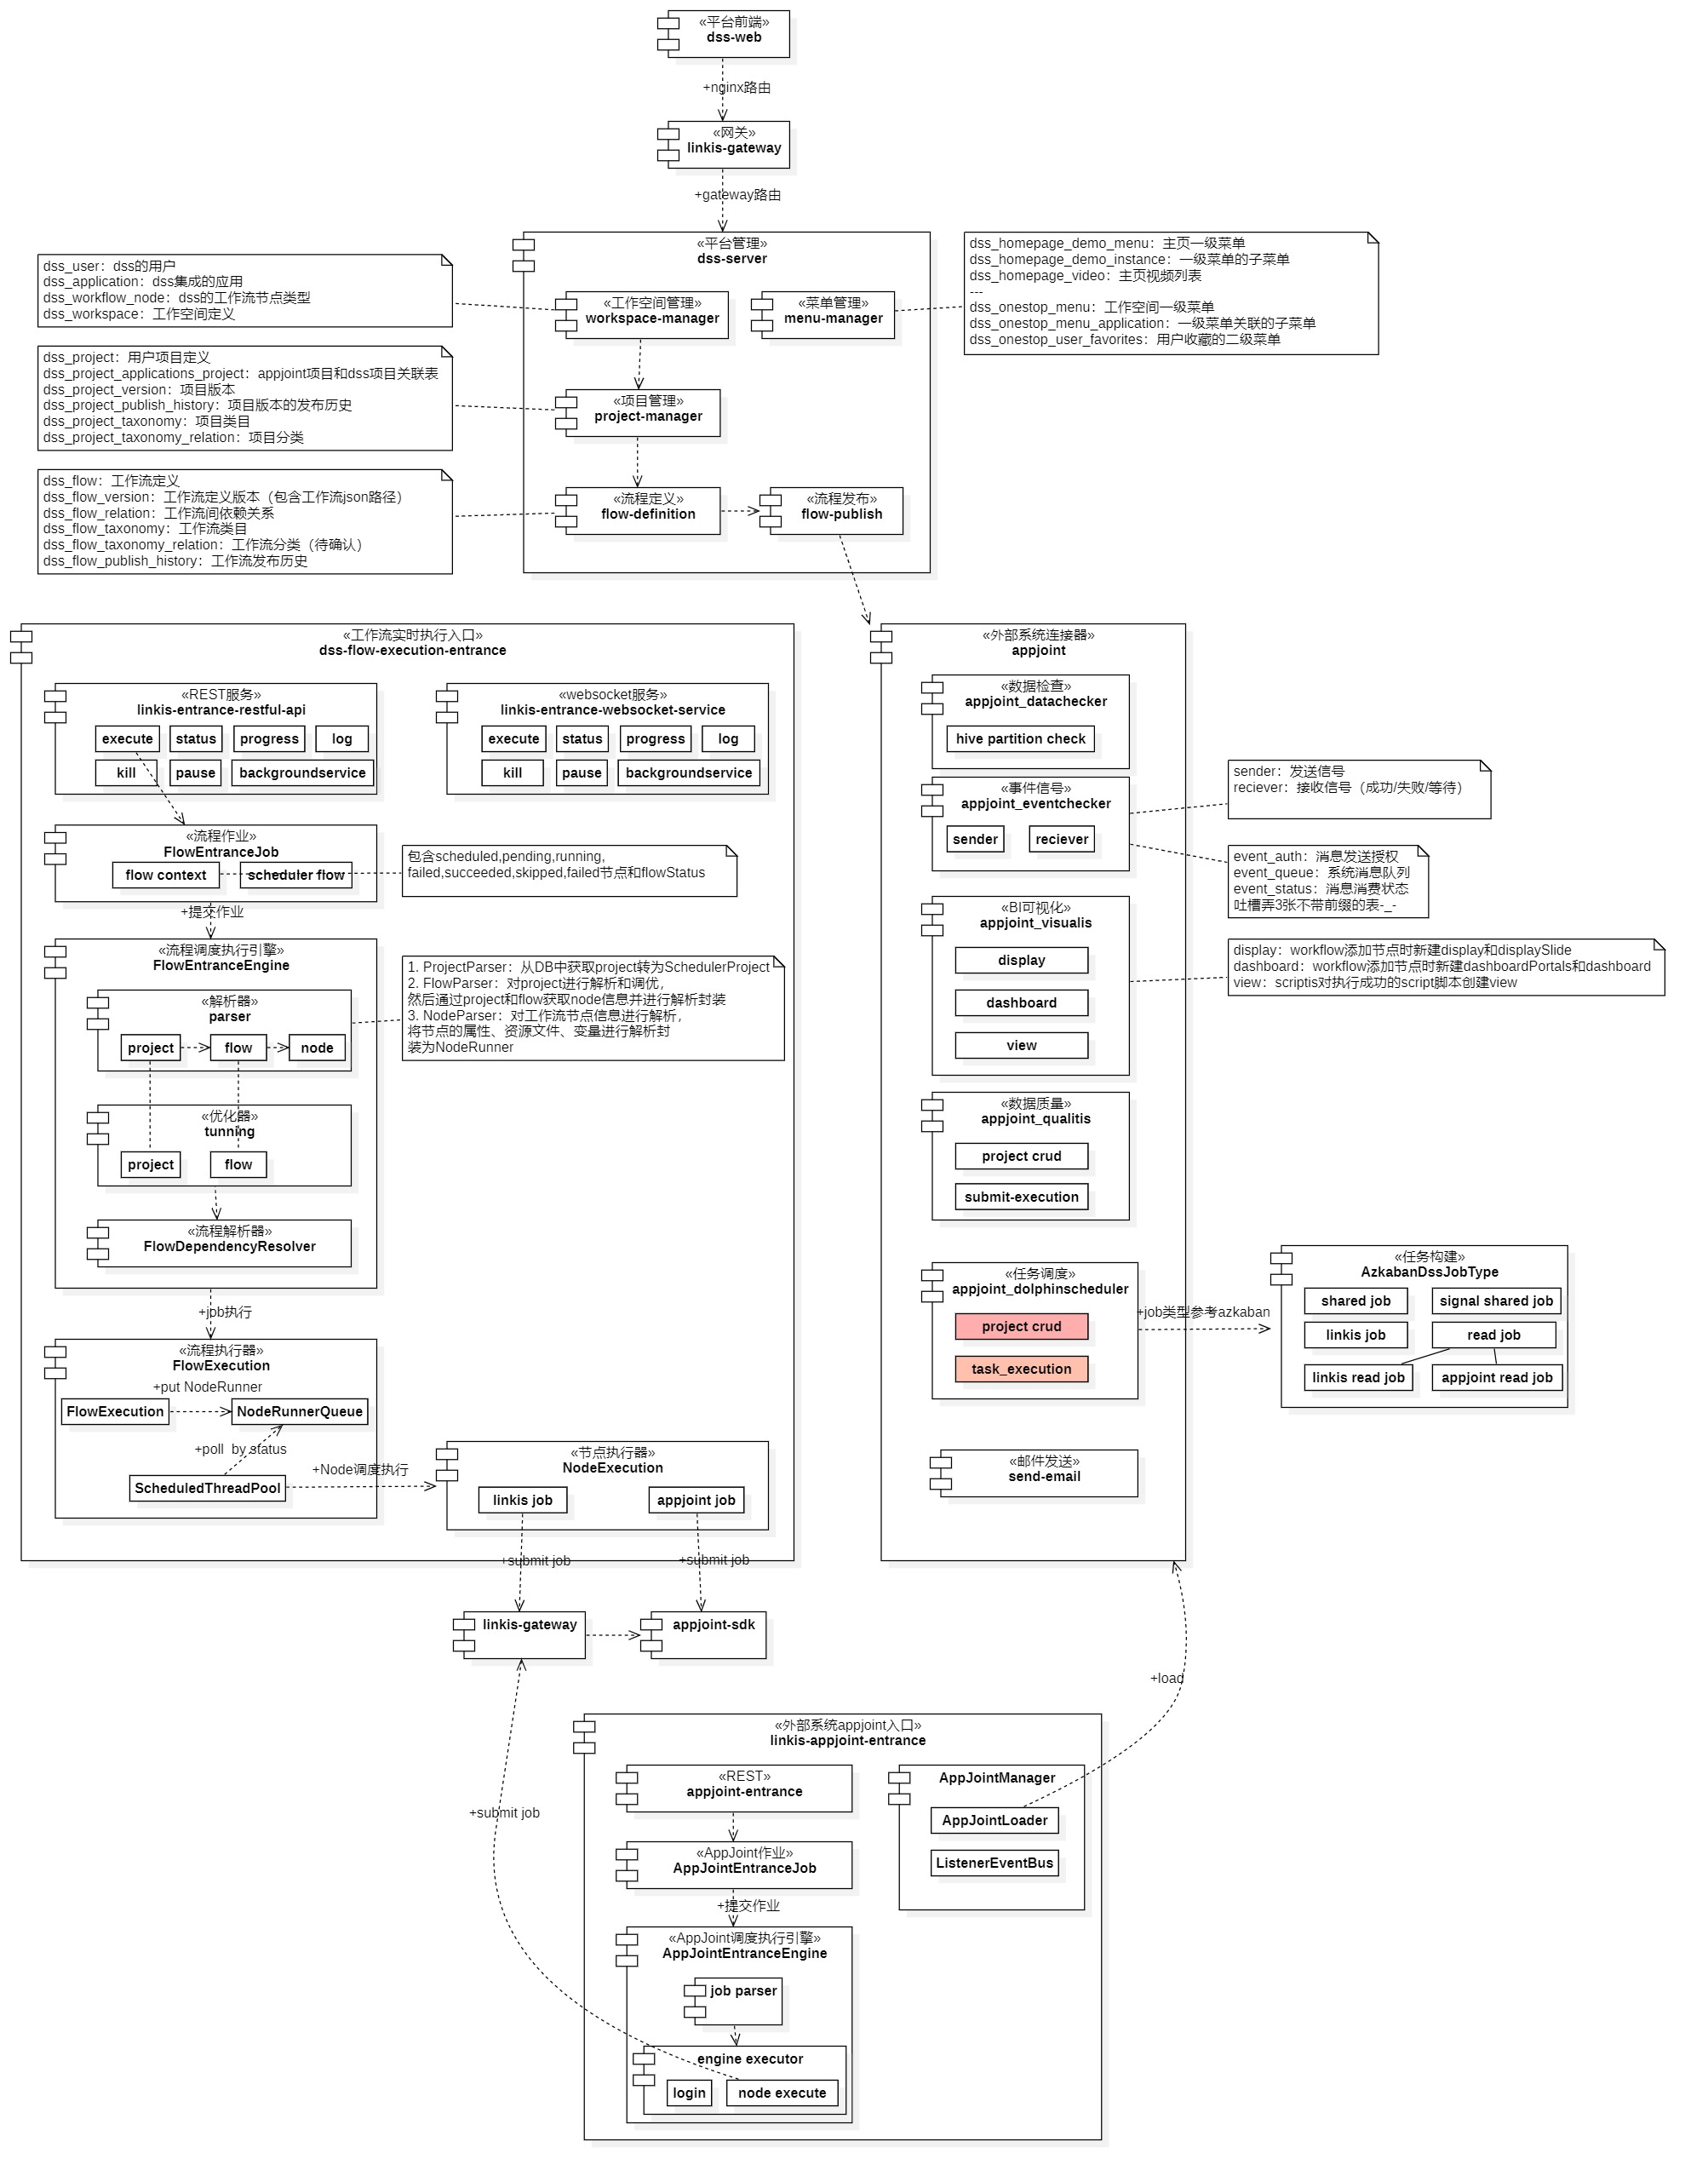 «平台前端»
dss-web
+nginx路由
«网关»
linkis-gateway
+gateway路由
«平台管理»
dss-server
dss_user：dss的用户
dss_application：dss集成的应用
dss_workflow_node：dss的工作流节点类型
dss_workspace：工作空间定义
«工作空间管理»
workspace-manager
«菜单管理»
menu-manager
dss_homepage_demo_menu：主页一级菜单
dss_homepage_demo_instance：一级菜单的子菜单
dss_homepage_video：主页视频列表
---
dss_onestop_menu：工作空间一级菜单
dss_onestop_menu_application：一级菜单关联的子菜单
dss_onestop_user_favorites：用户收藏的二级菜单
dss_project：用户项目定义
dss_project_applications_project：appjoint项目和dss项目关联表
dss_project_version：项目版本
dss_project_publish_history：项目版本的发布历史
dss_project_taxonomy：项目类目
dss_project_taxonomy_relation：项目分类
«项目管理»
project-manager
dss_flow：工作流定义
dss_flow_version：工作流定义版本（包含工作流json路径）
dss_flow_relation：工作流间依赖关系
dss_flow_taxonomy：工作流类目
dss_flow_taxonomy_relation：工作流分类（待确认）
dss_flow_publish_history：工作流发布历史
«流程定义»
flow-definition
«流程发布»
flow-publish
«工作流实时执行入口»
dss-flow-execution-entrance
«REST服务»
linkis-entrance-restful-api
execute
status
progress
log
kill
pause
backgroundservice
«websocket服务»
linkis-entrance-websocket-service
execute
status
progress
log
kill
pause
backgroundservice
«流程作业»
FlowEntranceJob
flow context
scheduler flow
包含scheduled,pending,running,
failed,succeeded,skipped,failed节点和flowStatus
+提交作业
«流程调度执行引擎»
FlowEntranceEngine
«解析器»
parser
project
flow
node
1. ProjectParser：从DB中获取project转为SchedulerProject
2. FlowParser：对project进行解析和调优，
然后通过project和flow获取node信息并进行解析封装
3. NodeParser：对工作流节点信息进行解析，
将节点的属性、资源文件、变量进行解析封
装为NodeRunner
«优化器»
tunning
project
flow
«流程解析器»
FlowDependencyResolver
+job执行
«流程执行器»
FlowExecution
+put NodeRunner
FlowExecution
NodeRunnerQueue
+poll  by status
ScheduledThreadPool
+Node调度执行
«节点执行器»
NodeExecution
linkis job
appjoint job
+submit job
+submit job
linkis-gateway
appjoint-sdk
«外部系统连接器»
appjoint
«数据检查»
appjoint_datachecker
hive partition check
«事件信号»
appjoint_eventchecker
sender
reciever
sender：发送信号
reciever：接收信号（成功/失败/等待）
event_auth：消息发送授权
event_queue：系统消息队列
event_status：消息消费状态
吐槽弄3张不带前缀的表-_-
«BI可视化»
appjoint_visualis
display
dashboard
view
display：workflow添加节点时新建display和displaySlide
dashboard：workflow添加节点时新建dashboardPortals和dashboard
view：scriptis对执行成功的script脚本创建view
«数据质量»
appjoint_qualitis
project crud
submit-execution
«任务调度»
appjoint_dolphinscheduler
project crud
task_execution
+job类型参考azkaban
«任务构建»
AzkabanDssJobType
shared job
signal shared job
linkis job
read job
linkis read job
appjoint read job
«邮件发送»
send-email
+load
+submit job
«外部系统appjoint入口»
linkis-appjoint-entrance
«REST»
appjoint-entrance
«AppJoint作业»
AppJointEntranceJob
+提交作业
«AppJoint调度执行引擎»
AppJointEntranceEngine
job parser
engine executor
login
node execute
AppJointManager
AppJointLoader
ListenerEventBus